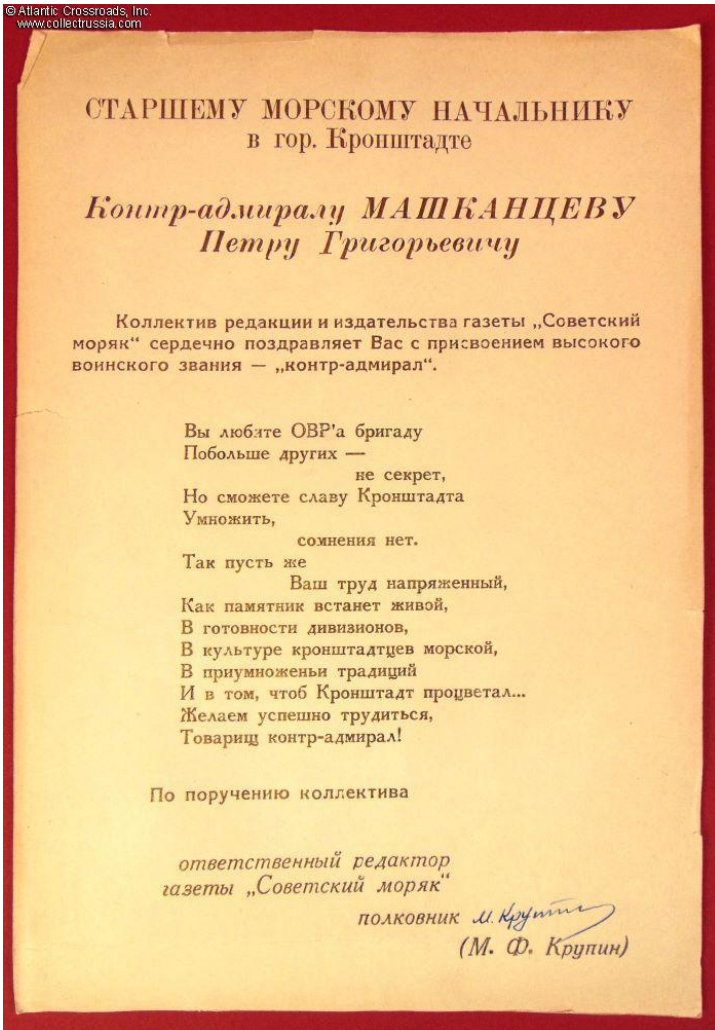 © Atlantic Crossroads, Inc.
www.collectrussia.com
СТАРШЕМУ МОРСКОМУ НАЧАЛЬНИКУ
в гор. Кронштадте
Контр-адмиралу МАШКАНЦЕВУ
Петру Григорьевичу
Коллектив редакции и издательства газеты „Советский
моряк“ сердечно поздравляет Вас с присвоением высокого
воинского звания — „контр-адмирал“.
Вы любите ОВР’а бригаду
Побольше других —
не секрет,
Но сможете славу Кронштадта
Умножить,
сомнения нет.
Так пусть же
Ваш труд напряженный,
Как памятник встанет живой,
В готовности дивизионов,
В культуре кронштадтцев морской,
В приумноженьи традиций
И в том, чтоб Кронштадт процветал...
Желаем успешно трудиться,
Товарищ контр-адмирал!
По поручению коллектива
ответственный редактор
газеты „Советский моряк“
полковник М. Крупин
(М. Ф. Крупин)